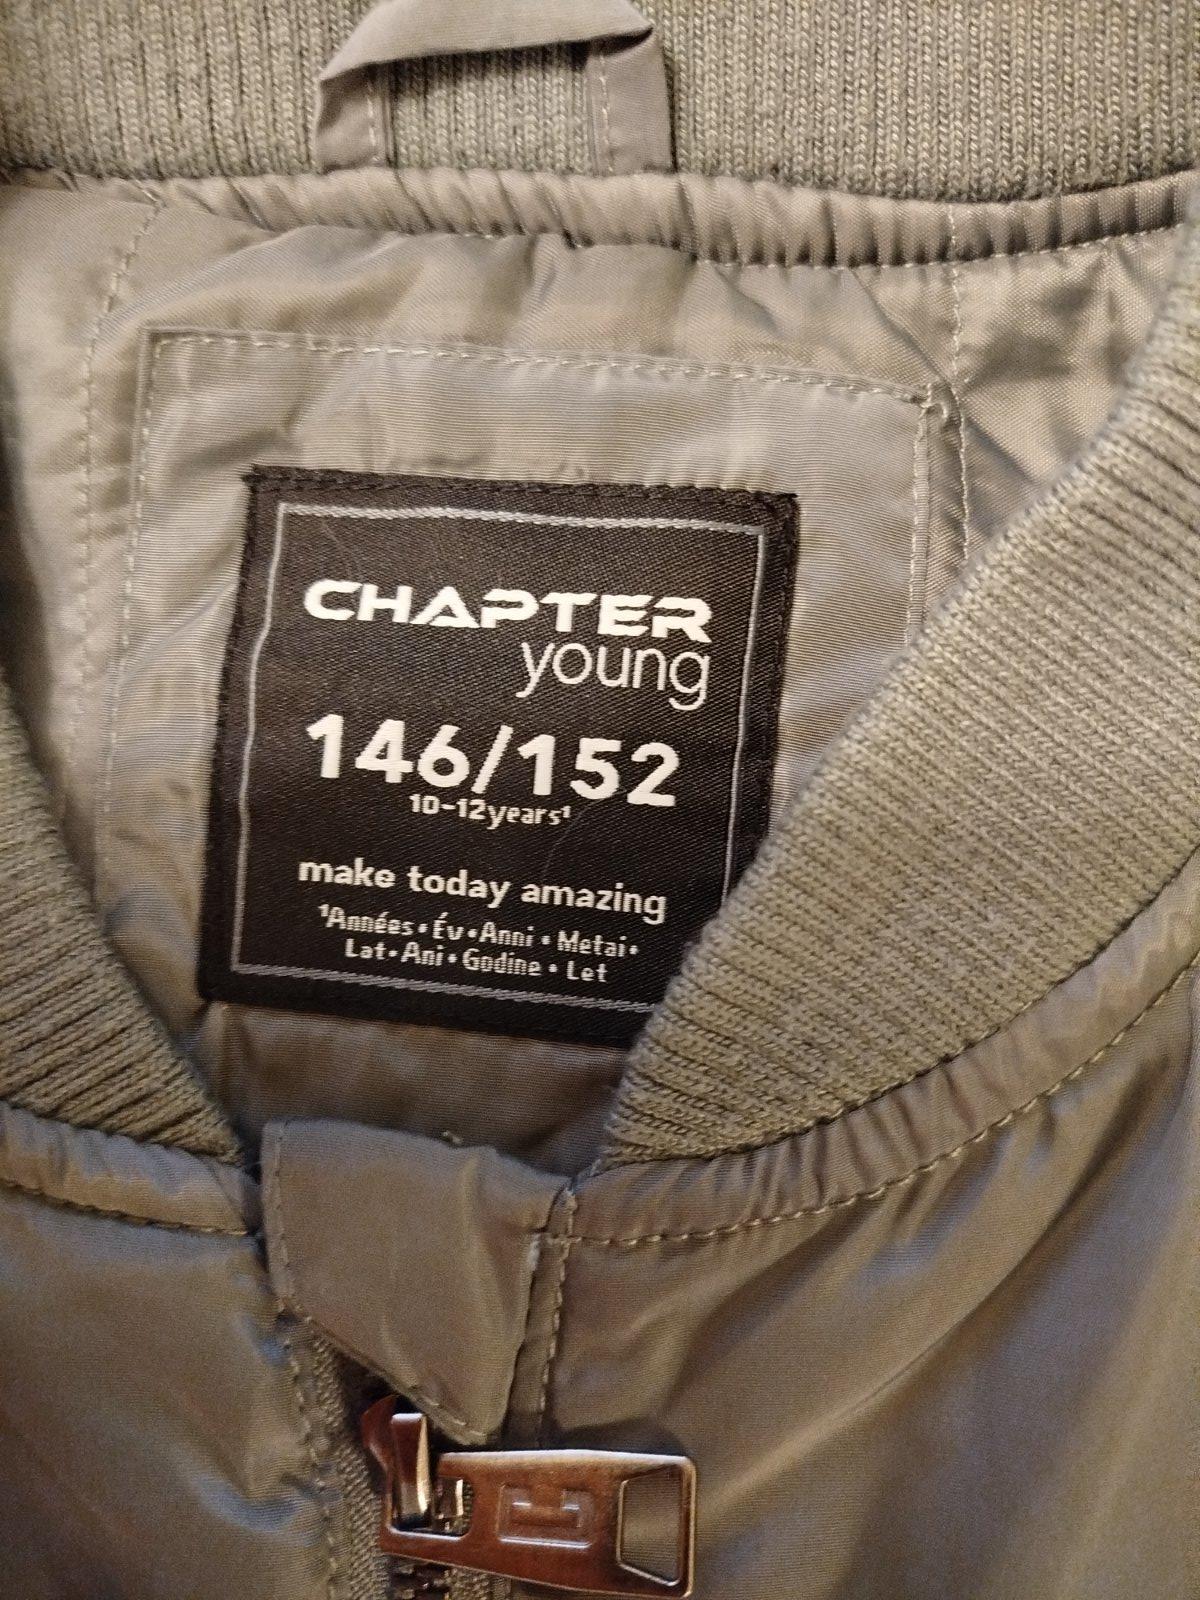 CHAPTER
young
146/152
10-12years¹
make today amazing
¹Années • Év • Anni • Metai •
Lat • Ani • Godine • Let